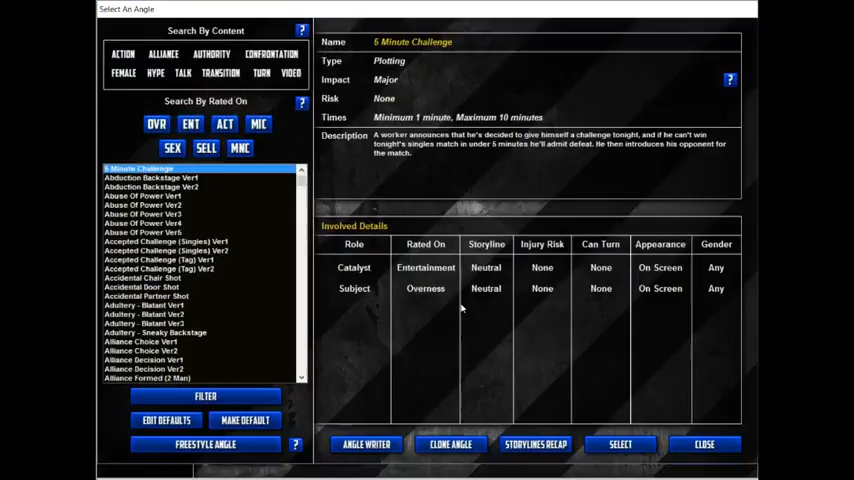 Select An Angle
Search By Content
?
ACTION ALLIANCE AUTHORITY CONFRONTATION
FEMALE HYPE TALK TRANSITION TURN VIDEO
Search By Rated On
?
OVR ENT ACT MIC
SEX SELL MNC
5 Minute Challenge
Abduction Backstage Ver1
Abduction Backstage Ver2
Abuse Of Power Ver1
Abuse Of Power Ver2
Abuse Of Power Ver3
Abuse Of Power Ver4
Abuse Of Power Ver5
Accepted Challenge (Singles) Ver1
Accepted Challenge (Singles) Ver2
Accepted Challenge (Tag) Ver1
Accepted Challenge (Tag) Ver2
Accidental Chair Shot
Accidental Door Shot
Accidental Partner Shot
Adultery - Blatant Ver1
Adultery - Blatant Ver2
Adultery - Blatant Ver3
Adultery - Sneaky Backstage
Alliance Choice Ver1
Alliance Choice Ver2
Alliance Decision Ver1
Alliance Decision Ver2
Alliance Formed (2 Man)
FILTER
EDIT DEFAULTS MAKE DEFAULT
FREESTYLE ANGLE ?
Name 5 Minute Challenge
Type Plotting
Impact Major ?
Risk None
Times Minimum 1 minute, Maximum 10 minutes
Description A worker announces that he's decided to give himself a challenge tonight, and if he can't win
tonight's singles match in under 5 minutes he'll admit defeat. He then introduces his opponent for
the match.
Involved Details
Role Rated On Storyline Injury Risk Can Turn Appearance Gender
Catalyst Entertainment Neutral None None On Screen Any
Subject Overness Neutral None None On Screen Any
ANGLE WRITER CLONE ANGLE STORYLINES RECAP SELECT CLOSE